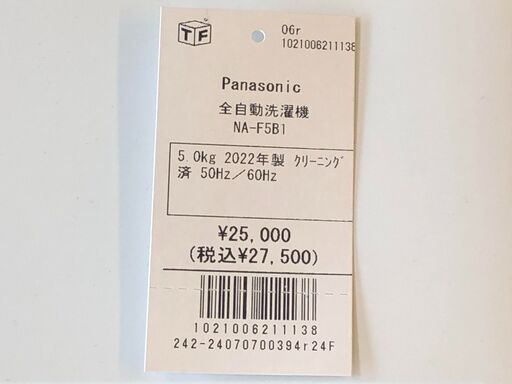 TF
06r
1021006211138
Panasonic
全自動洗濯機
NA-F5B1
5.0kg 2022年製 ｸﾘｰﾆﾝｸﾞ
済 50Hz／60Hz
¥25,000
(税込¥27,500)
1021006211138
242-24070700394r24F